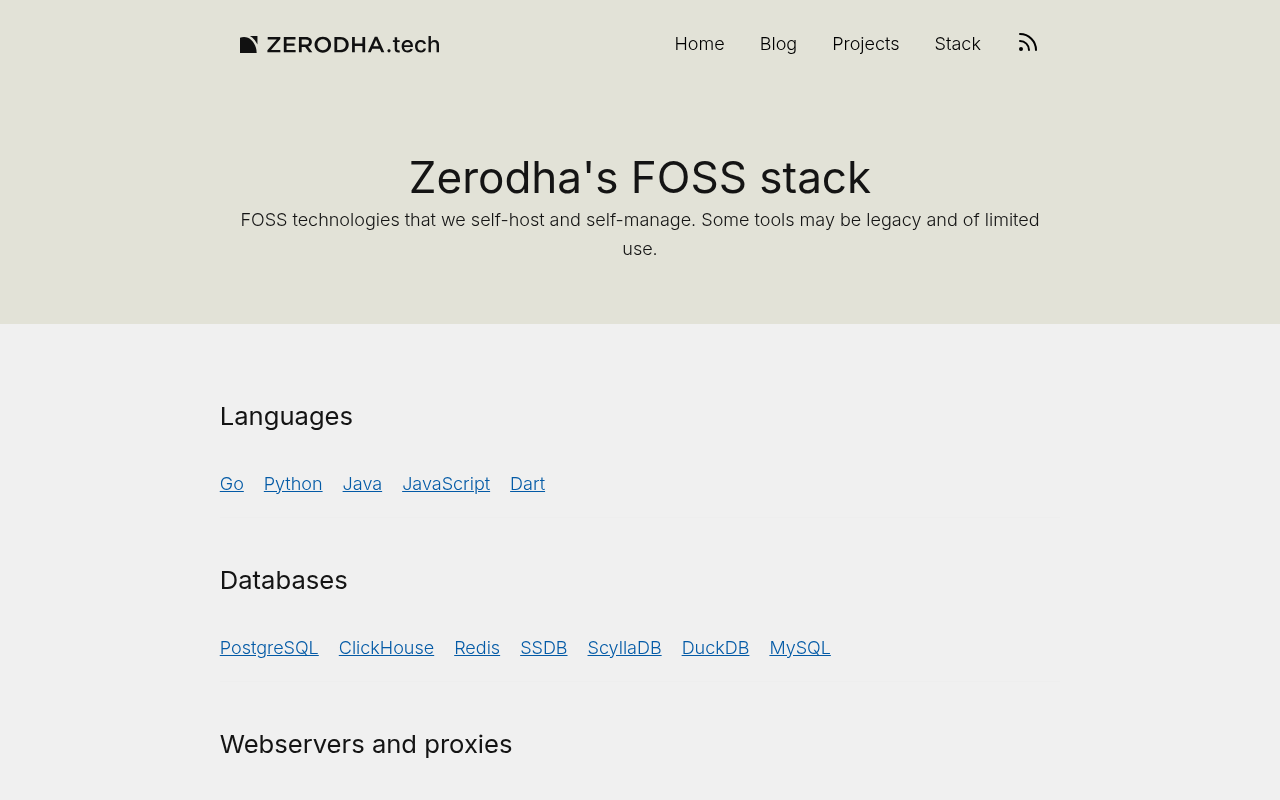 ZERODHA.tech
Home Blog Projects Stack
Zerodha's FOSS stack
FOSS technologies that we self-host and self-manage. Some tools may be legacy and of limited
use.
Languages
Go Python Java JavaScript Dart
Databases
PostgreSQL ClickHouse Redis SSDB ScyllaDB DuckDB MySQL
Webservers and proxies